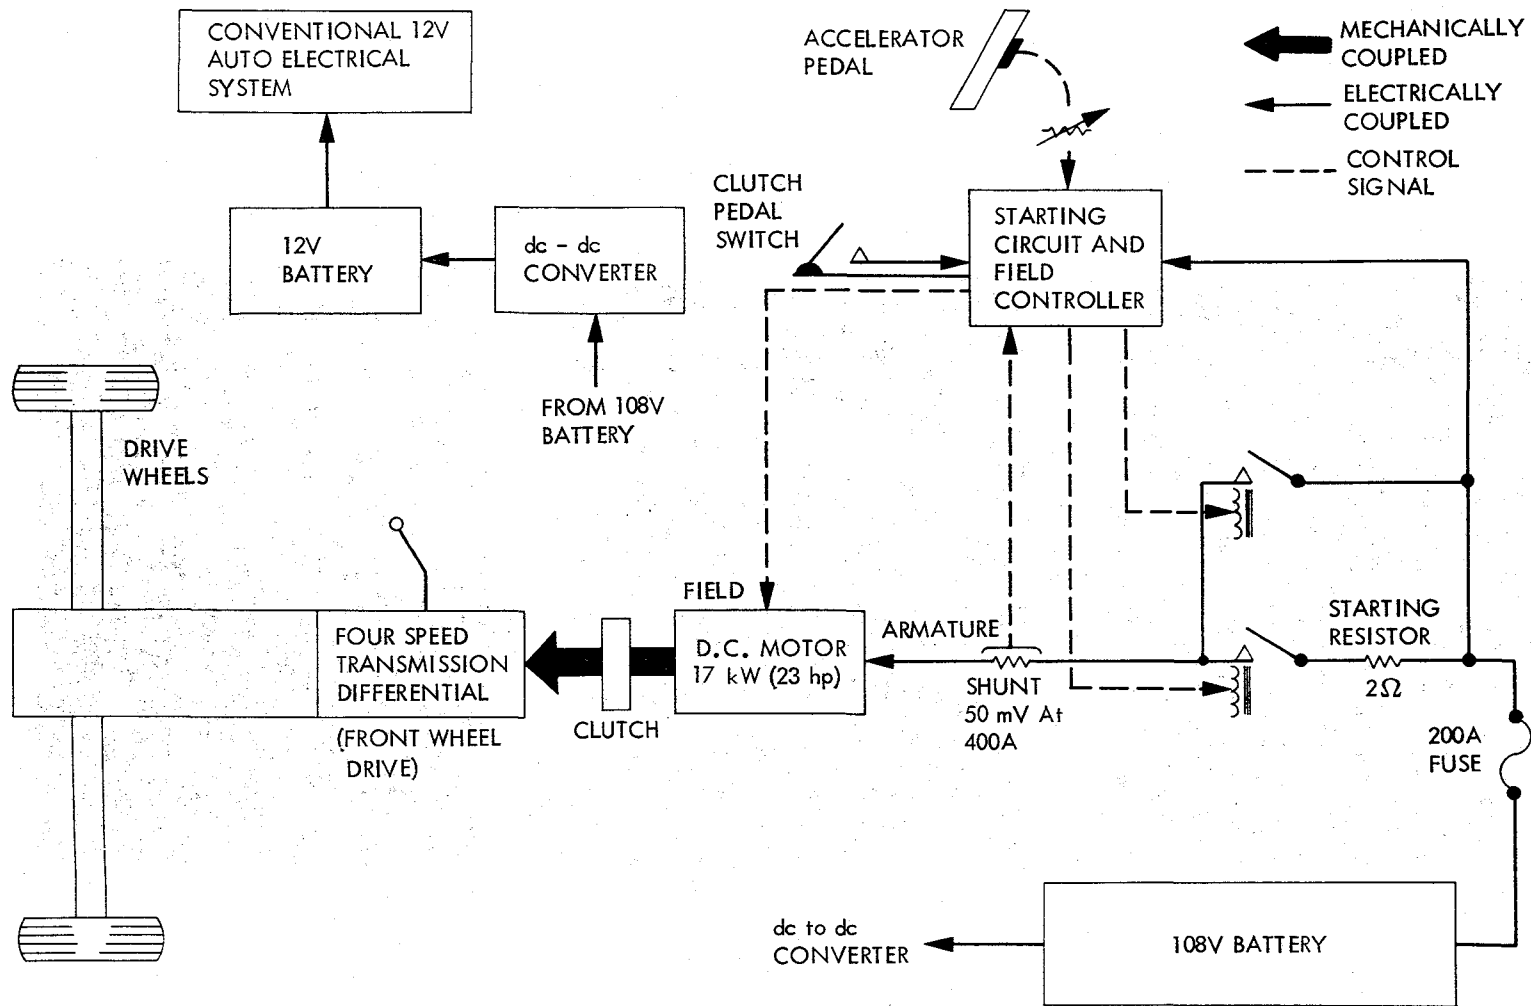 CONVENTIONAL 12V
AUTO ELECTRICAL
SYSTEM
ACCELERATOR
PEDAL
MECHANICALLY
COUPLED
ELECTRICALLY
COUPLED
CONTROL
SIGNAL
12V
BATTERY
dc - dc
CONVERTER
CLUTCH
PEDAL
SWITCH
STARTING
CIRCUIT AND
FIELD
CONTROLLER
FROM 108V
BATTERY
DRIVE
WHEELS
FOUR SPEED
TRANSMISSION
DIFFERENTIAL
(FRONT WHEEL
DRIVE)
CLUTCH
FIELD
D.C. MOTOR
17 kW (23 hp)
ARMATURE
SHUNT
50 mV At
400A
STARTING
RESISTOR
2Ω
200A
FUSE
dc to dc
CONVERTER
108V BATTERY